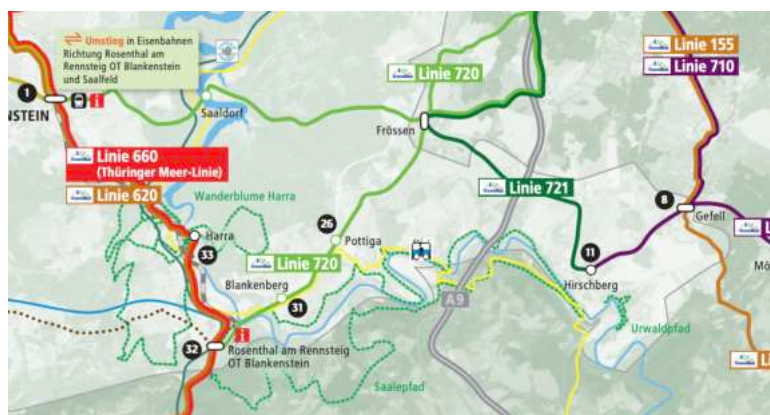 Umstieg in Eisenbahnen
Richtung Rosenthal am
Rennsteig OT Blankenstein
und Saalfeld
1
NSTEIN
Saaldorf
Linie 720
Linie 155
Linie 710
Frössen
Linie 660
(Thüringer Meer-Linie)
Linie 620
Wanderblume Harra
Linie 721
8
Gefell
26
Pottiga
Harra
33
11
Hirschberg
Mö
Linie 720
Blankenberg
31
A9
Urwaldpfad
32
Rosenthal am Rennsteig
OT Blankenstein
Saalepfad